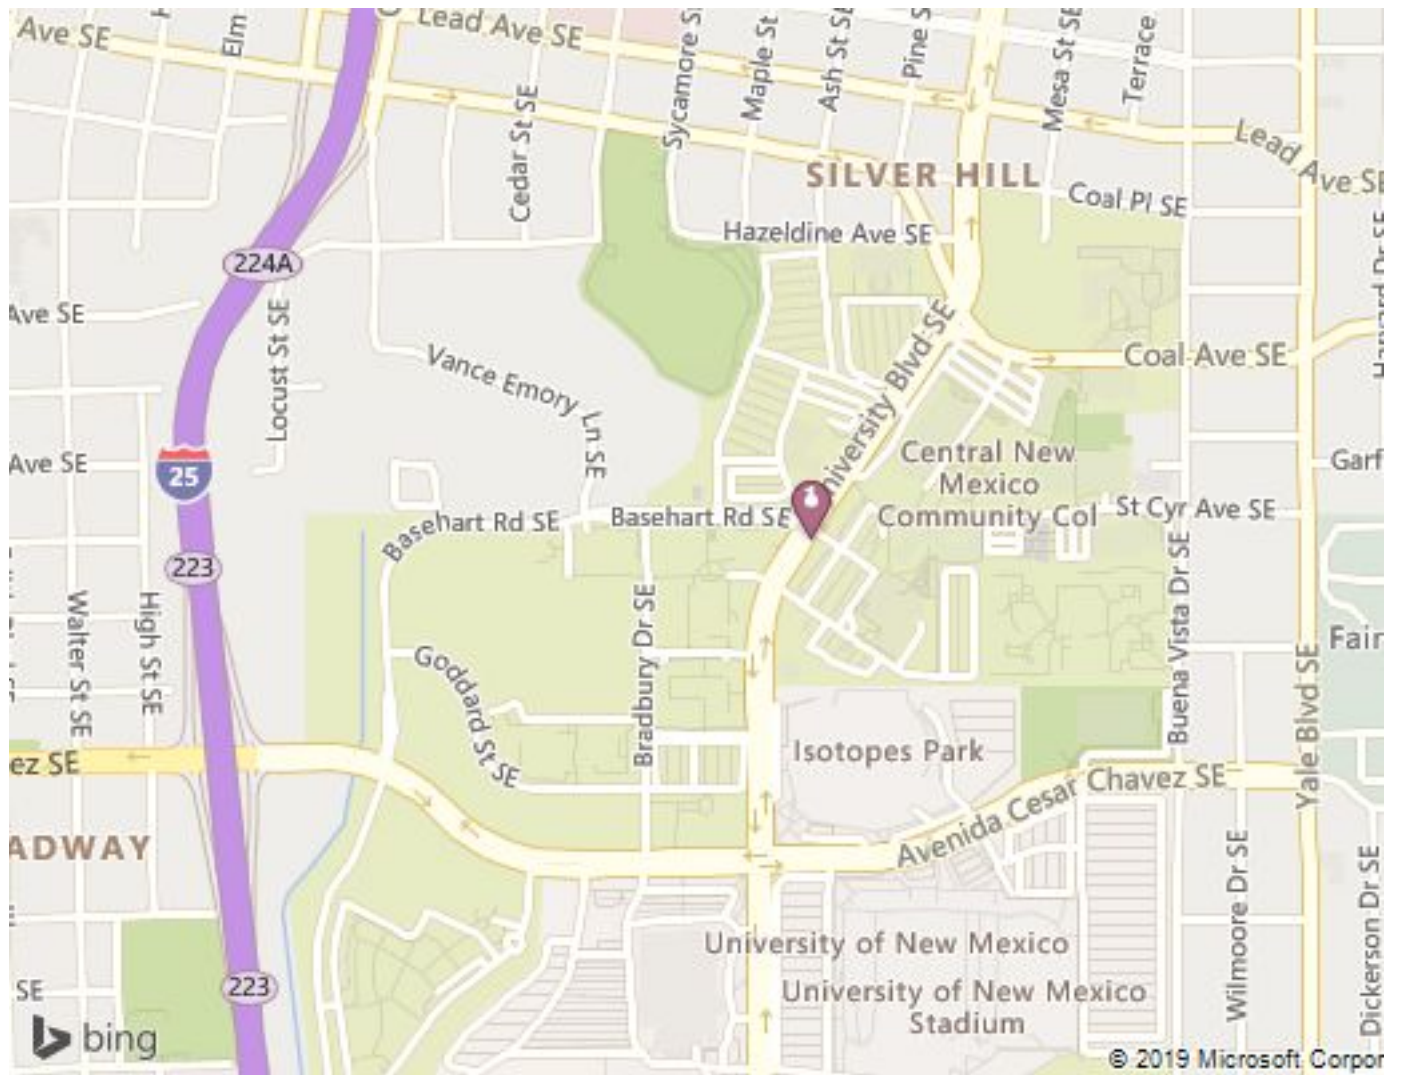 Ave SE
Elm
Lead Ave SE
Sycamore S
Maple St
Ash St SE
Pine S
Mesa St SE
Terrace
Lead Ave SE
Cedar St SE
SILVER HILL
Coal Pl SE
Hazeldine Ave SE
Harvard Dr SE
224A
Ave SE
Locust St SE
Vance Emory
Ln SE
University Blvd SE
Coal Ave SE
Ave SE
25
Central New
Mexico
Community Col
Garf
St Cyr Ave SE
Basehart Rd SE
Basehart Rd SE
223
Walter St SE
High St SE
Goddard St SE
Bradbury Dr SE
Buena Vista Dr SE
Yale Blvd SE
Fair
Isotopes Park
ez SE
Avenida Cesar Chavez SE
ADWAY
Wilmoore Dr SE
Dickerson Dr SE
University of New Mexico
University of New Mexico
Stadium
SE
223
bing
© 2019 Microsoft Corpor